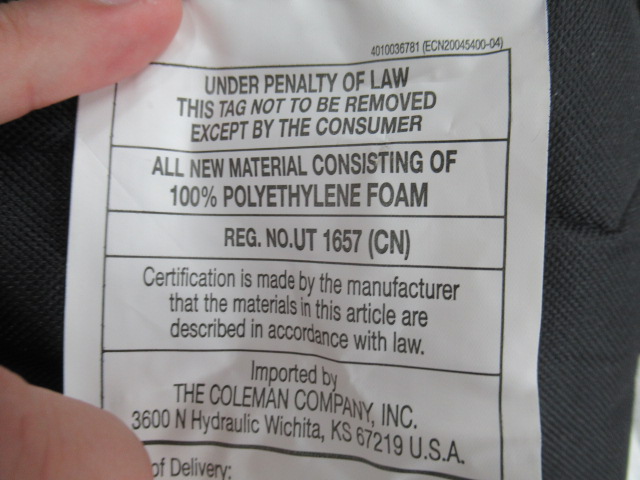 4010036781 (ECN20045400-04)
UNDER PENALTY OF LAW
THIS TAG NOT TO BE REMOVED
EXCEPT BY THE CONSUMER
ALL NEW MATERIAL CONSISTING OF
100% POLYETHYLENE FOAM
REG. NO.UT 1657 (CN)
Certification is made by the manufacturer
that the materials in this article are
described in accordance with law.
Imported by
THE COLEMAN COMPANY, INC.
3600 N Hydraulic Wichita, KS 67219 U.S.A.
of Delivery: